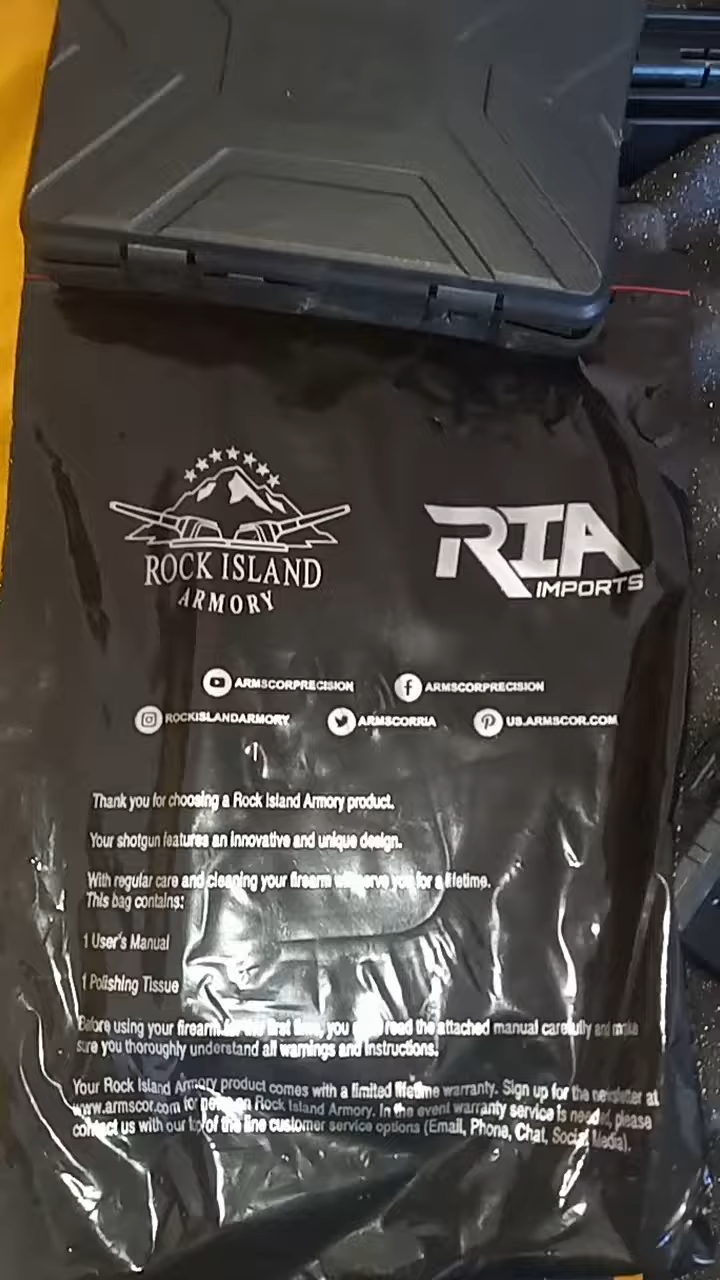 ROCK ISLAND
ARMORY
RIA
IMPORTS
ARMSCORPRECISION ARMSCORPRECISION
ROCKISLANDARMORY ARMSCORRIA US.ARMSCOR.COM
Thank you for choosing a Rock Island Armory product.
Your shotgun features an innovative and unique design.
With regular care and cleaning your firearm will serve you for a lifetime.
This bag contains:
1 User's Manual
1 Polishing Tissue
Before using your firearm for the first time, you read the attached manual carefully and make
sure you thoroughly understand all warnings and instructions.
Your Rock Island Armory product comes with a limited lifetime warranty. Sign up for the newsletter at
www.armscor.com for on Rock Island Armory. In the event warranty service is needed, please
contact us with our top of the line customer service options (Email, Phone, Chat, Social Media).